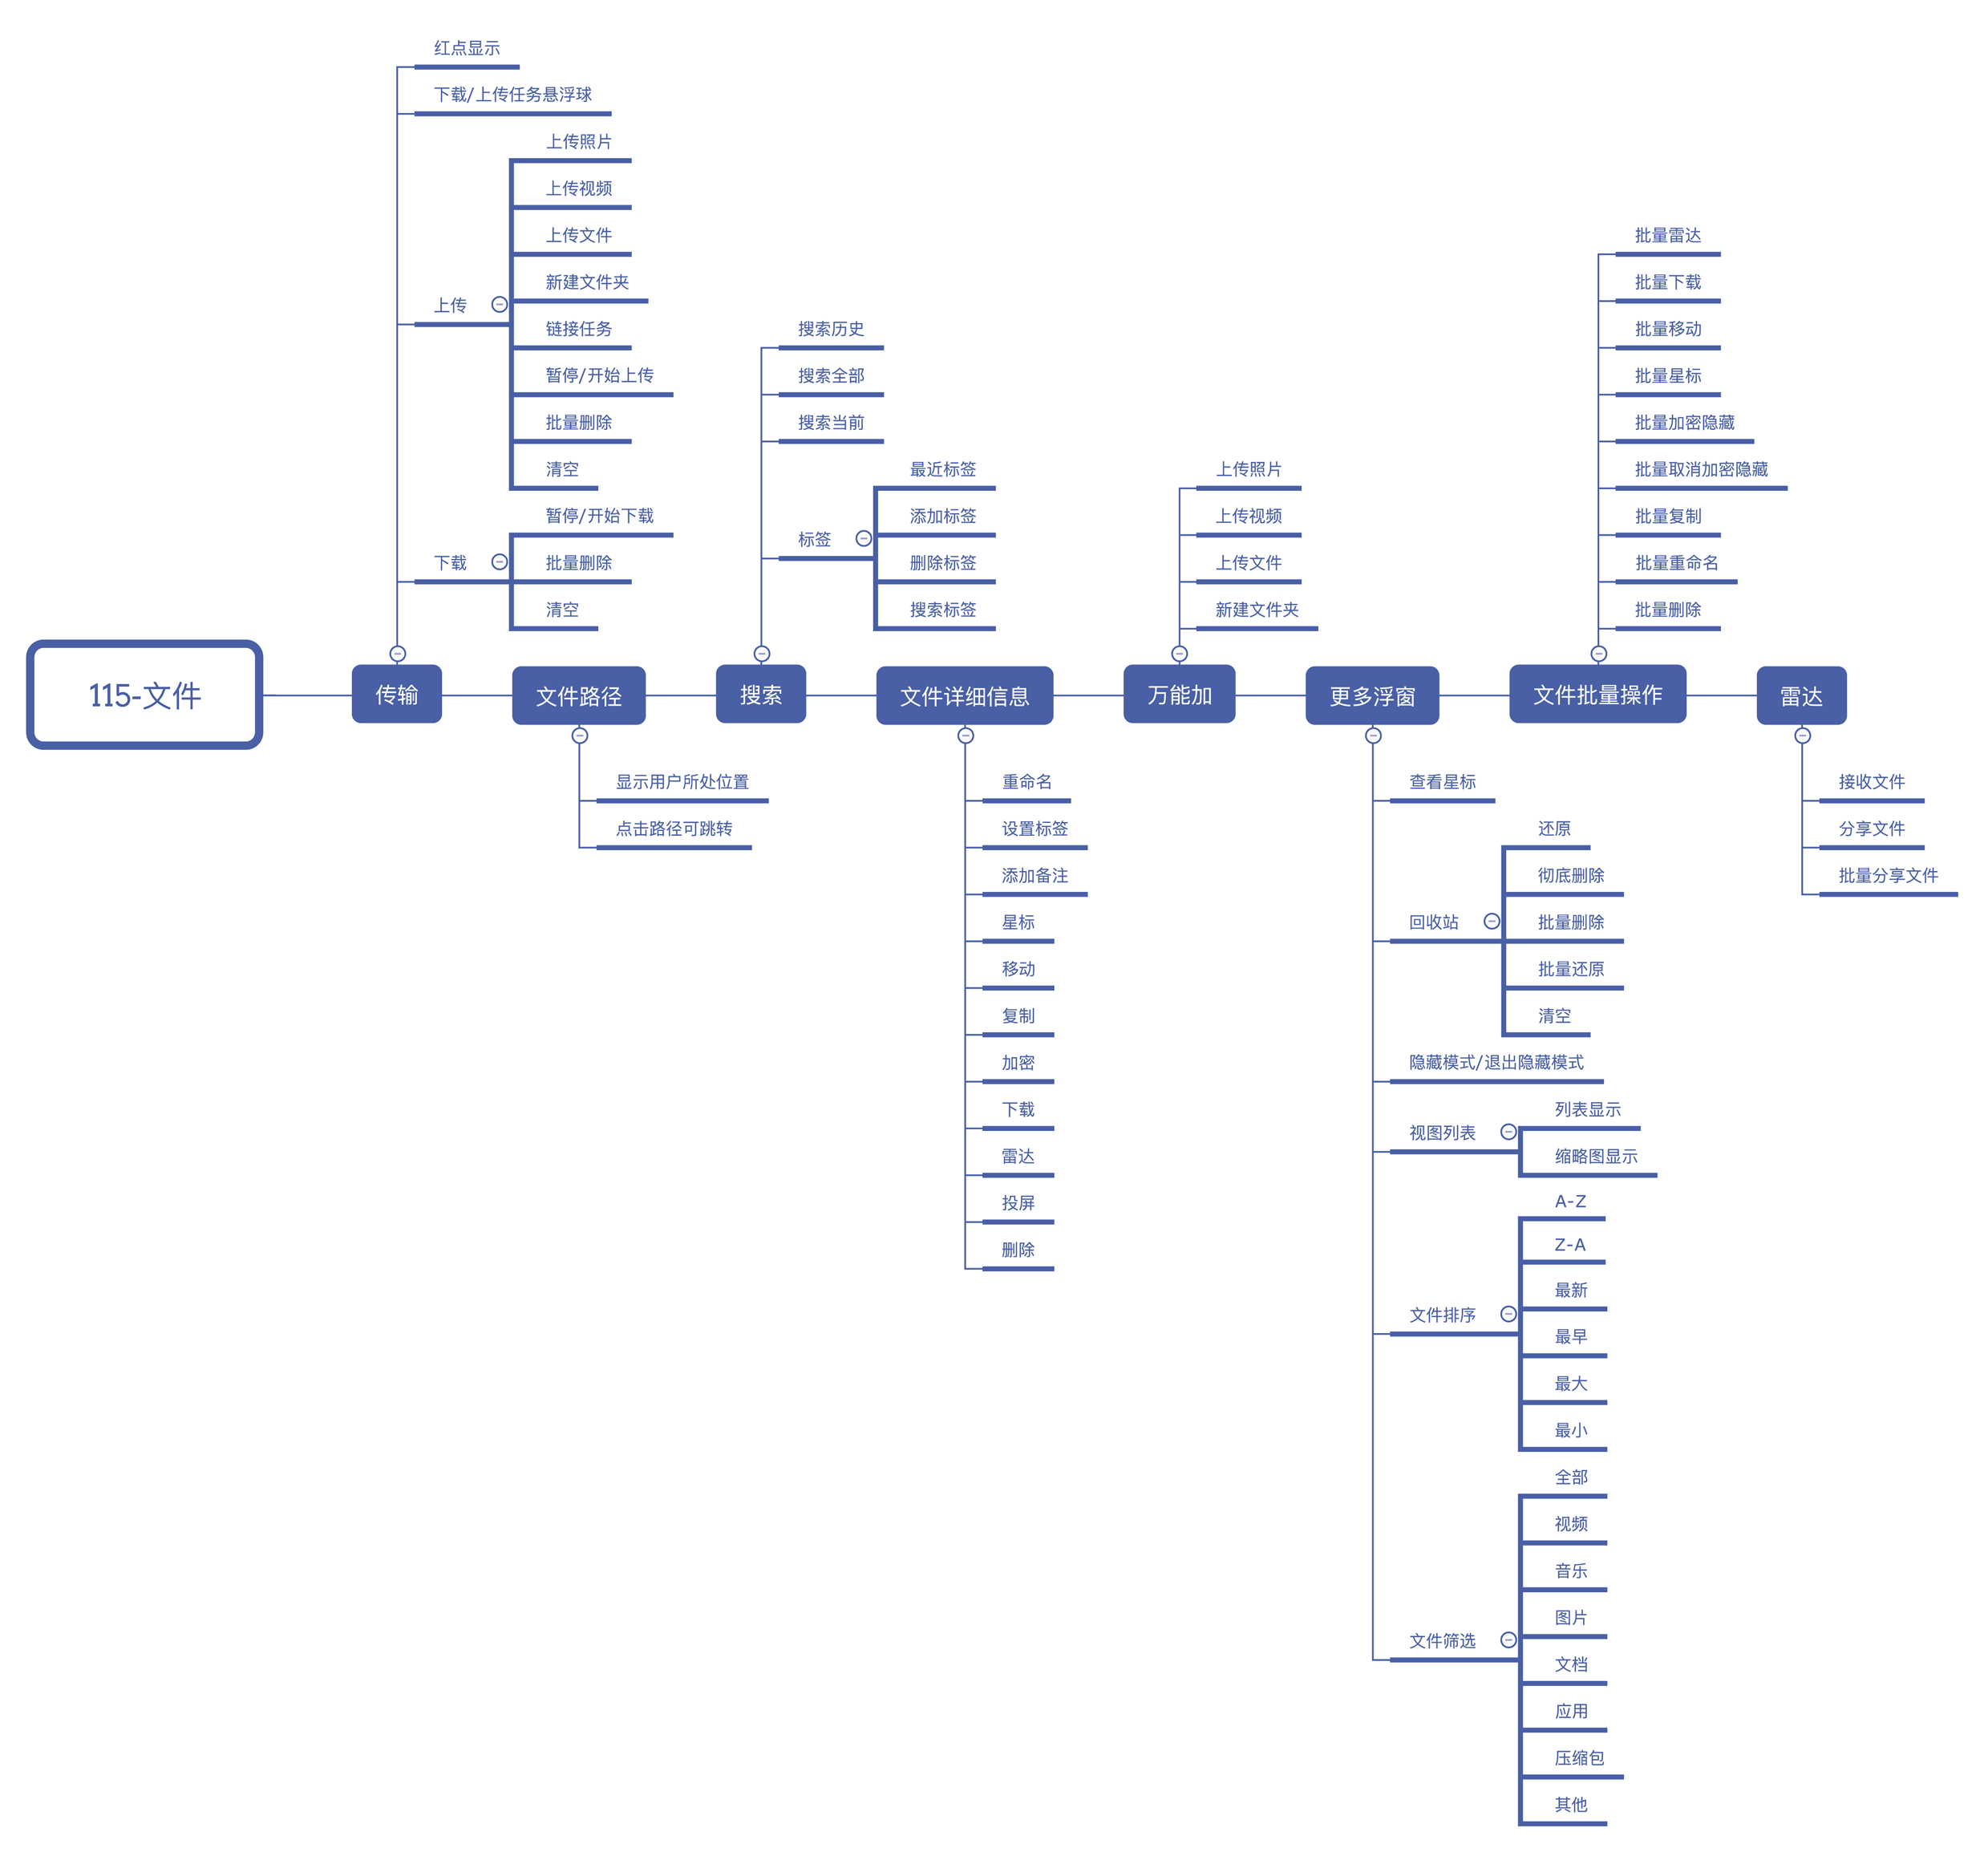 115-文件
传输
红点显示
下载/上传任务悬浮球
上传
上传照片
上传视频
上传文件
新建文件夹
链接任务
暂停/开始上传
批量删除
清空
下载
暂停/开始下载
批量删除
清空
文件路径
显示用户所处位置
点击路径可跳转
搜索
搜索历史
搜索全部
搜索当前
标签
最近标签
添加标签
删除标签
搜索标签
文件详细信息
重命名
设置标签
添加备注
星标
移动
复制
加密
下载
雷达
投屏
删除
万能加
上传照片
上传视频
上传文件
新建文件夹
更多浮窗
查看星标
回收站
还原
彻底删除
批量删除
批量还原
清空
隐藏模式/退出隐藏模式
视图列表
列表显示
缩略图显示
文件排序
A-Z
Z-A
最新
最早
最大
最小
文件筛选
全部
视频
音乐
图片
文档
应用
压缩包
其他
文件批量操作
批量雷达
批量下载
批量移动
批量星标
批量加密隐藏
批量取消加密隐藏
批量复制
批量重命名
批量删除
雷达
接收文件
分享文件
批量分享文件